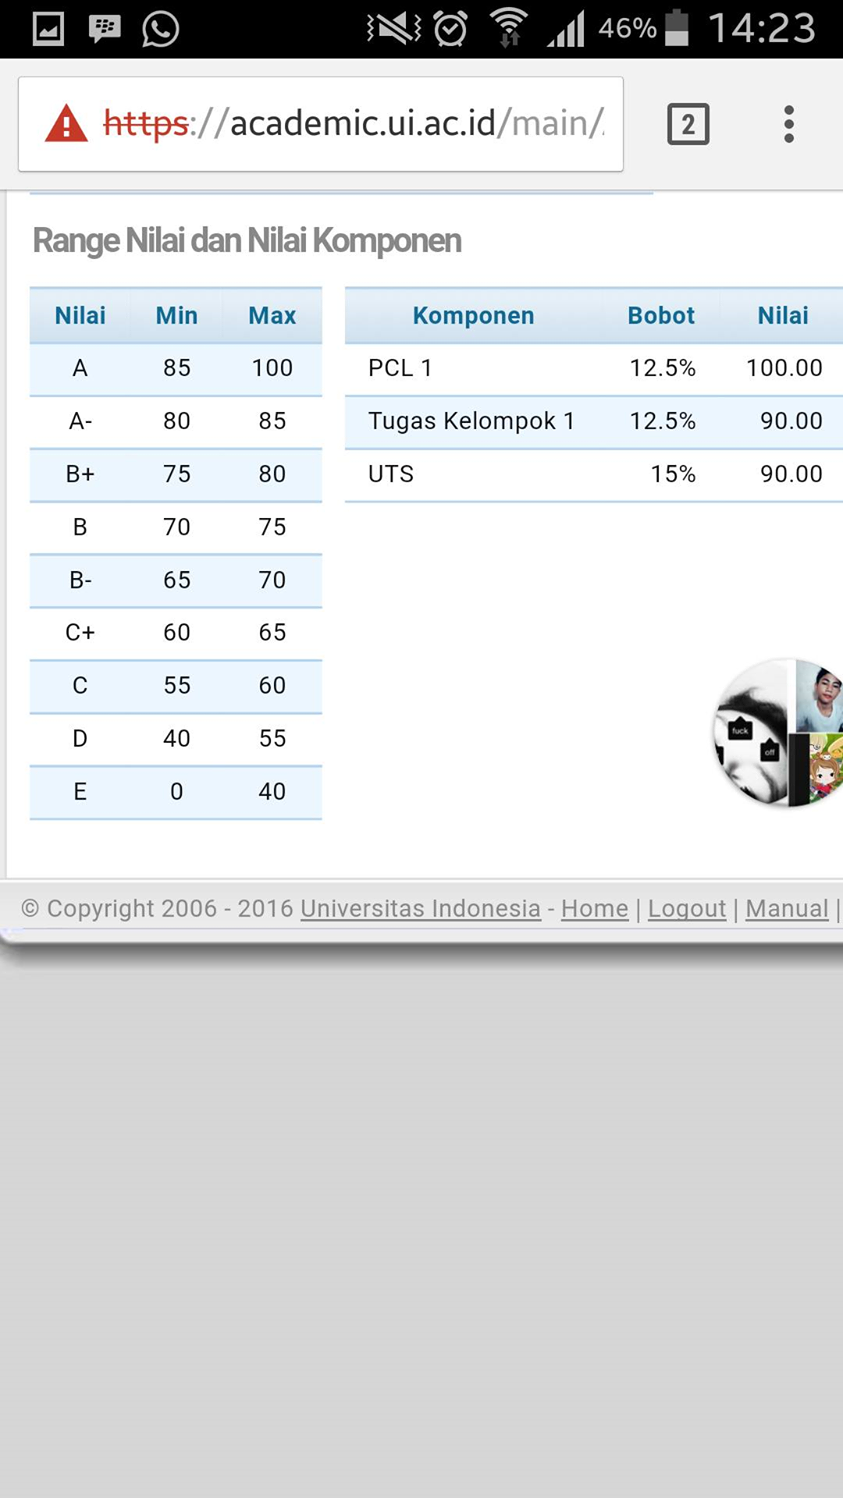 46% 14:23
https://academic.ui.ac.id/main/.
2
Range Nilai dan Nilai Komponen
Nilai Min Max
A 85 100
A- 80 85
B+ 75 80
B 70 75
B- 65 70
C+ 60 65
C 55 60
D 40 55
E 0 40
Komponen Bobot Nilai
PCL 1 12.5% 100.00
Tugas Kelompok 1 12.5% 90.00
UTS 15% 90.00
fuck
off
© Copyright 2006 - 2016 Universitas Indonesia - Home | Logout | Manual |